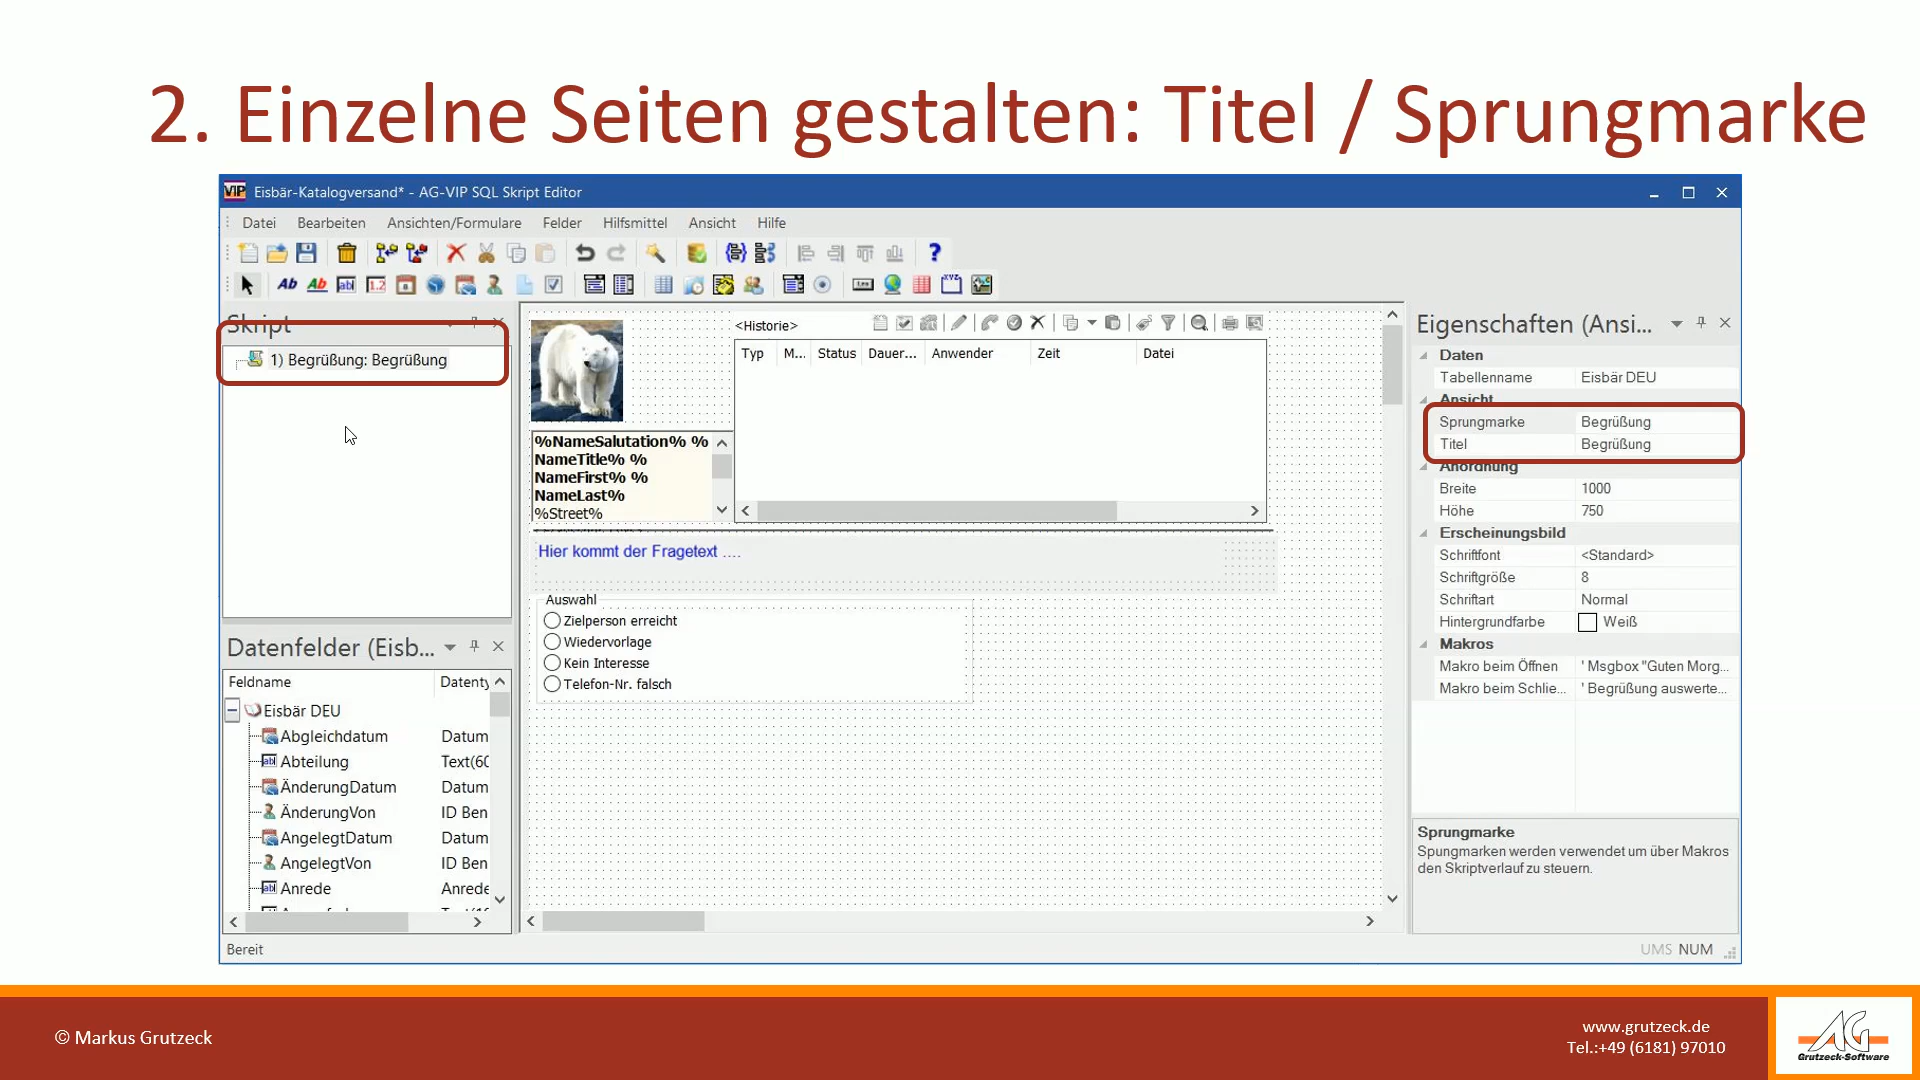 2. Einzelne Seiten gestalten: Titel / Sprungmarke
VIP Eisbär-Katalogversand* - AG-VIP SQL Skript Editor
Datei Bearbeiten Ansichten/Formulare Felder Hilfsmittel Ansicht Hilfe
Skript
1) Begrüßung: Begrüßung
Datenfelder (Eisb...
Feldname Datenty
Eisbär DEU
Abgleichdatum Datum
Abteilung Text(60
ÄnderungDatum Datum
ÄnderungVon ID Ben
AngelegtDatum Datum
AngelegtVon ID Ben
Anrede Anrede
<Historie>
Typ M... Status Dauer... Anwender Zeit Datei
%NameSalutation% %
NameTitle% %
NameFirst% %
NameLast%
%Street%
Hier kommt der Fragetext ....
Auswahl
Zielperson erreicht
Wiedervorlage
Kein Interesse
Telefon-Nr. falsch
Eigenschaften (Ansi...
Daten
Tabellenname Eisbär DEU
Ansicht
Sprungmarke Begrüßung
Titel Begrüßung
Anordnung
Breite 1000
Höhe 750
Erscheinungsbild
Schriftfont <Standard>
Schriftgröße 8
Schriftart Normal
Hintergrundfarbe Weiß
Makros
Makro beim Öffnen ' Msgbox "Guten Morg...
Makro beim Schlie... ' Begrüßung auswerte...
Sprungmarke
Spungmarken werden verwendet um über Makros
den Skriptverlauf zu steuern.
Bereit
UMS NUM
© Markus Grutzeck
www.grutzeck.de
Tel.:+49 (6181) 97010
AG
Grutzeck-Software